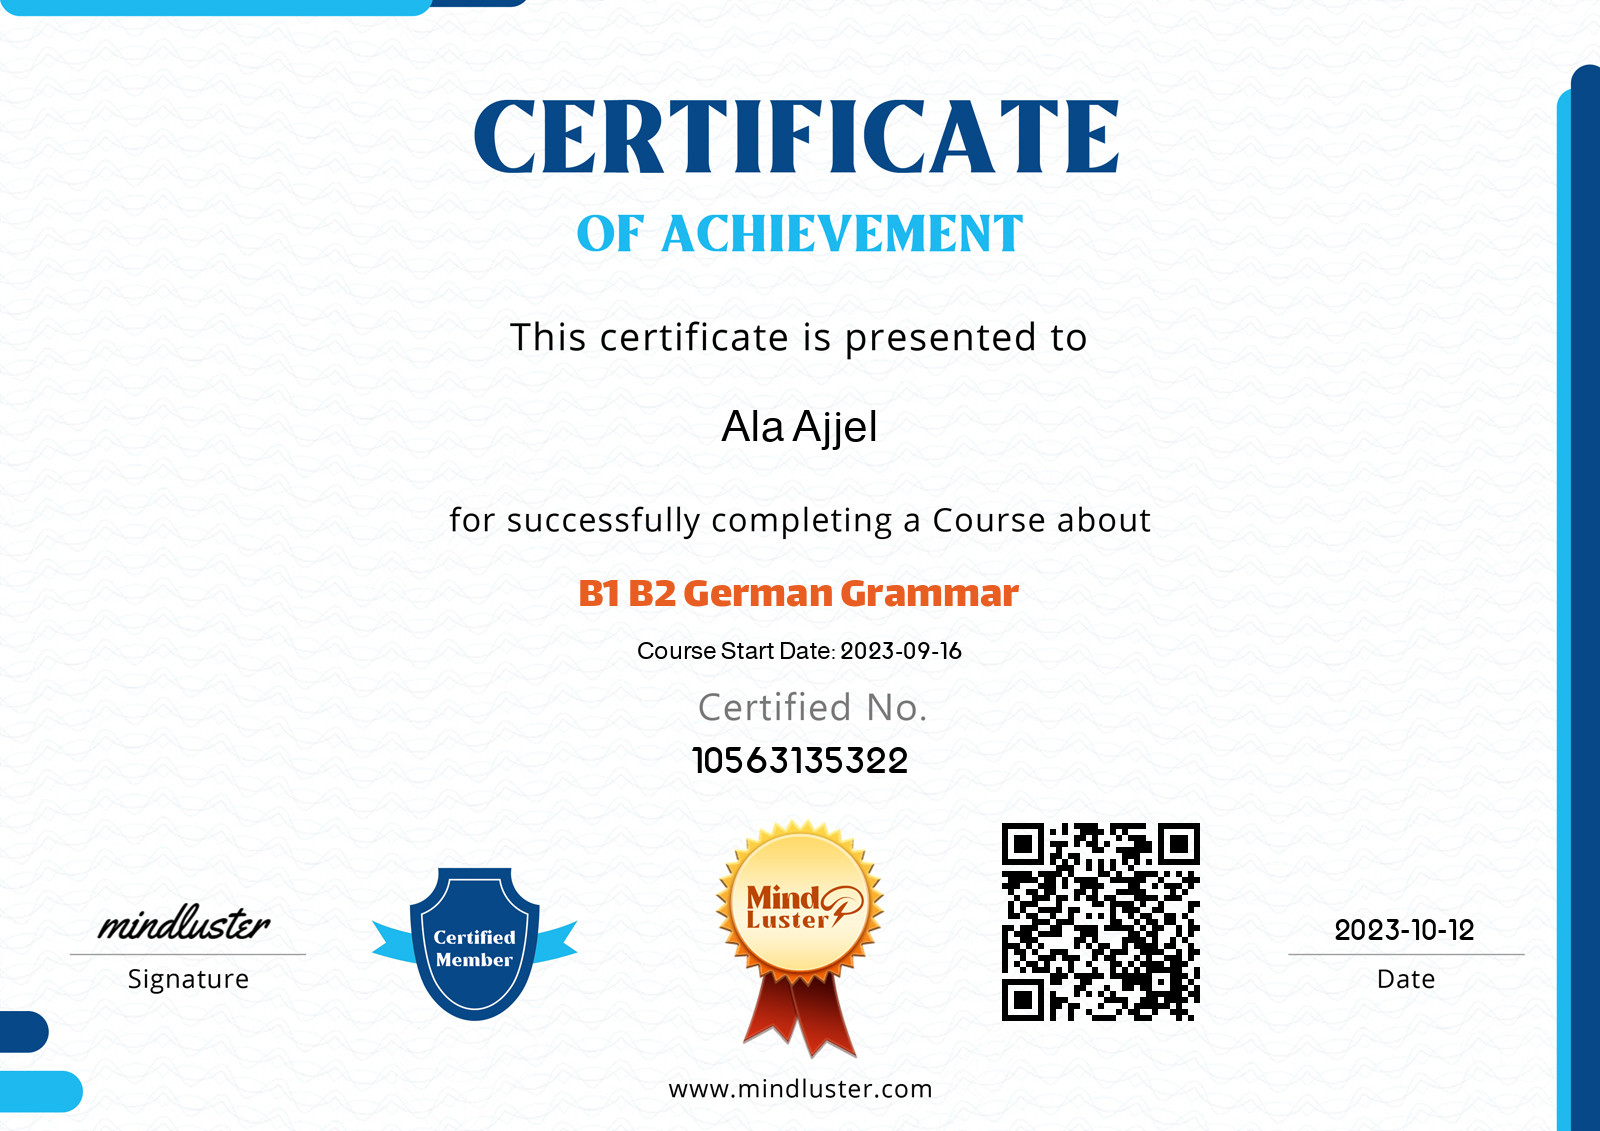 CERTIFICATE
OF ACHIEVEMENT
This certificate is presented to
Ala Ajjel
for successfully completing a Course about
B1 B2 German Grammar
Course Start Date: 2023-09-16
Certified No.
10563135322
mindluster
Signature
Certified
Member
Mind
Luster
2023-10-12
Date
www.mindluster.com